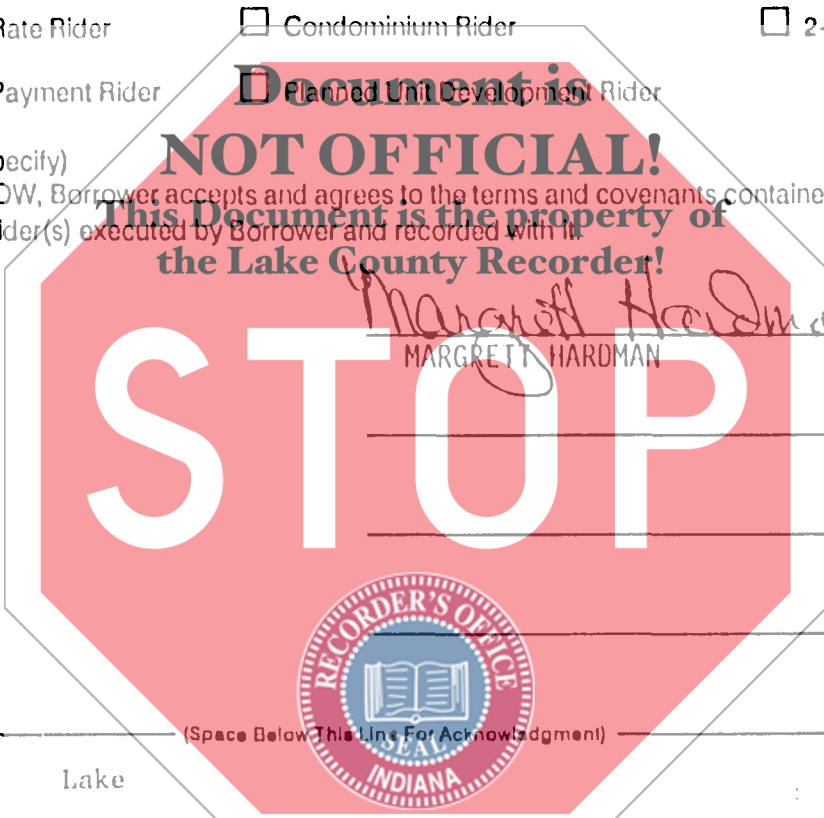 Rate Rider ☐ Condominium Rider ☐ 2-
Payment Rider ☐ Planned Unit Development Rider
Document is
NOT OFFICIAL!
pecify)
OW, Borrower accepts and agrees to the terms and covenants containe
This Document is the property of
ider(s) executed by Borrower and recorded with it.
the Lake County Recorder!
Margrett Hardma
MARGRETT HARDMAN
STOP
RECORDER'S OFFICE
(Space Below This Line For Acknowledgment)
SEAL
INDIANA
Lake
: